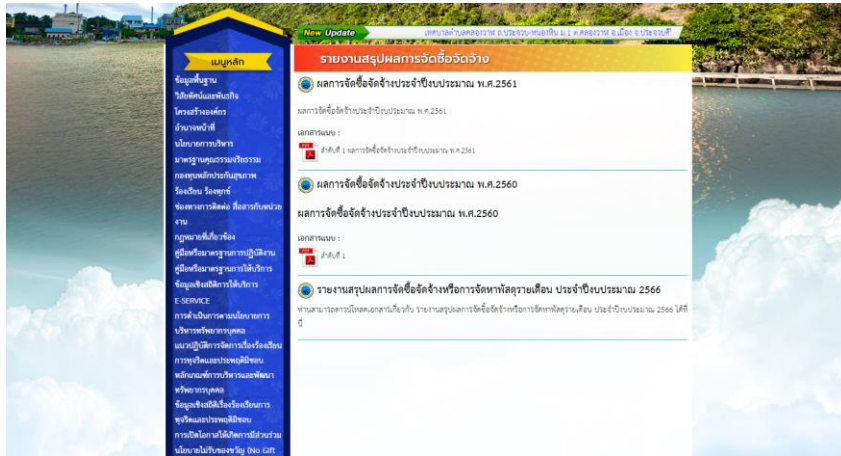 New Update
เทศบาลตำบลคลองวาฬ ถ.ประจวบ-หนองหิน ม.1 ต.คลองวาฬ อ.เมือง จ.ประจวบคี
เมนูหลัก
ข้อมูลพื้นฐาน
วิสัยทัศน์และพันธกิจ
โครงสร้างองค์กร
อำนาจหน้าที่
นโยบายการบริหาร
มาตรฐานคุณธรรมจริยธรรม
กองทุนหลักประกันสุขภาพ
ร้องเรียน ร้องทุกข์
ช่องทางการติดต่อ สื่อสารกับหน่วย
งาน
กฎหมายที่เกี่ยวข้อง
คู่มือหรือมาตรฐานการปฏิบัติงาน
คู่มือหรือมาตรฐานการให้บริการ
ข้อมูลเชิงสถิติการให้บริการ
E-SERVICE
การดำเนินการตามนโยบายการ
บริหารทรัพยากรบุคคล
แนวปฏิบัติการจัดการเรื่องร้องเรียน
การทุจริตและประพฤติมิชอบ
หลักเกณฑ์การบริหารและพัฒนา
ทรัพยากรบุคคล
ข้อมูลเชิงสถิติเรื่องร้องเรียนการ
ทุจริตและประพฤติมิชอบ
การเปิดโอกาสให้เกิดการมีส่วนร่วม
นโยบายไม่รับของขวัญ (No Gift
รายงานสรุปผลการจัดซื้อจัดจ้าง
ผลการจัดซื้อจัดจ้างประจำปีงบประมาณ พ.ศ.2561
ผลการจัดซื้อจัดจ้างประจำปีงบประมาณ พ.ศ.2561
เอกสารแนบ :
PDF ลำดับที่ 1 ผลการจัดซื้อจัดจ้างประจำปีงบประมาณ พ.ศ.2561
ผลการจัดซื้อจัดจ้างประจำปีงบประมาณ พ.ศ.2560
ผลการจัดซื้อจัดจ้างประจำปีงบประมาณ พ.ศ.2560
เอกสารแนบ :
PDF ลำดับที่ 1
รายงานสรุปผลการจัดซื้อจัดจ้างหรือการจัดหาพัสดุรายเดือน ประจำปีงบประมาณ 2566
ท่านสามารถดาวน์โหลดเอกสารเกี่ยวกับ รายงานสรุปผลการจัดซื้อจัดจ้างหรือการจัดหาพัสดุรายเดือน ประจำปีงบประมาณ 2566 ได้ที่
นี่